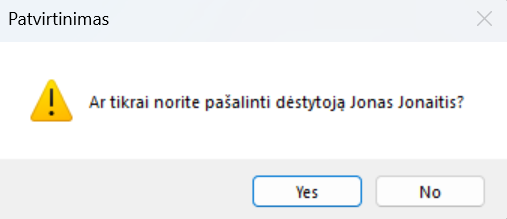 Patvirtinimas
Ar tikrai norite pašalinti dėstytoją Jonas Jonaitis?
Yes
No